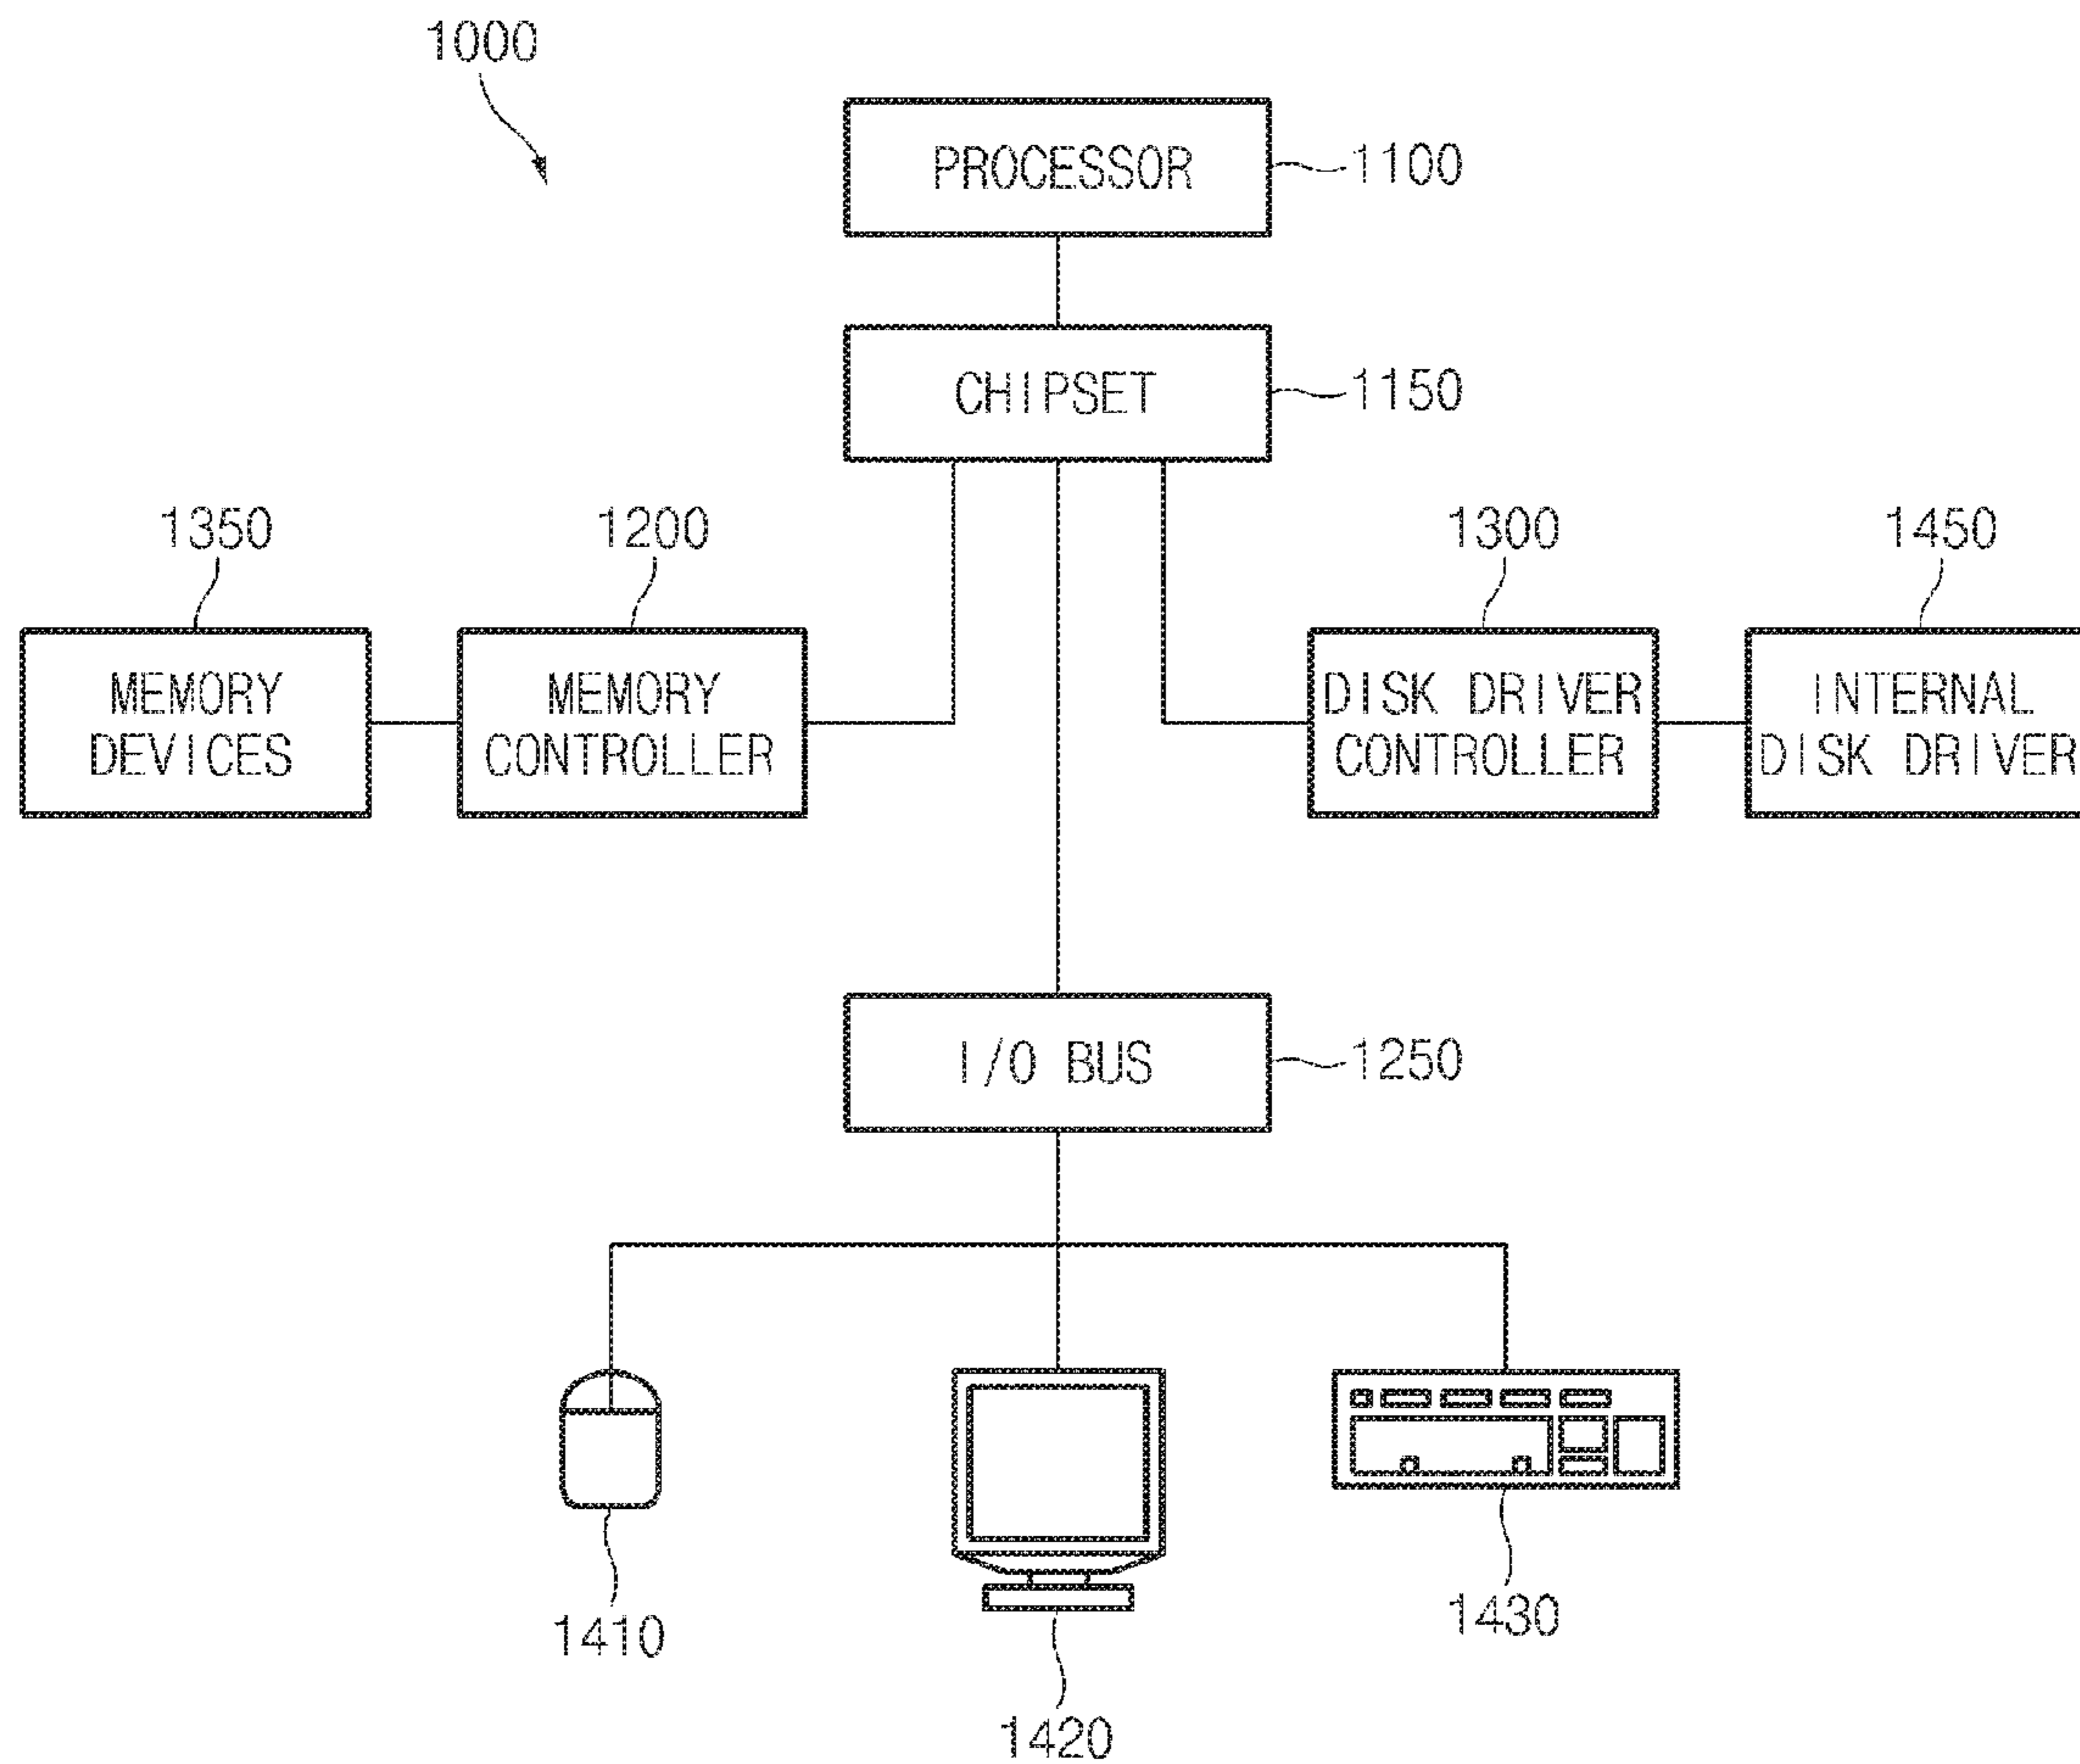 1000
PROCESSOR
1100
CHIPSET
1150
1350
1200
1300
1450
MEMORY
DEVICES
MEMORY
CONTROLLER
DISK DRIVER
CONTROLLER
INTERNAL
DISK DRIVER
I/O BUS
1250
1410
1420
1430